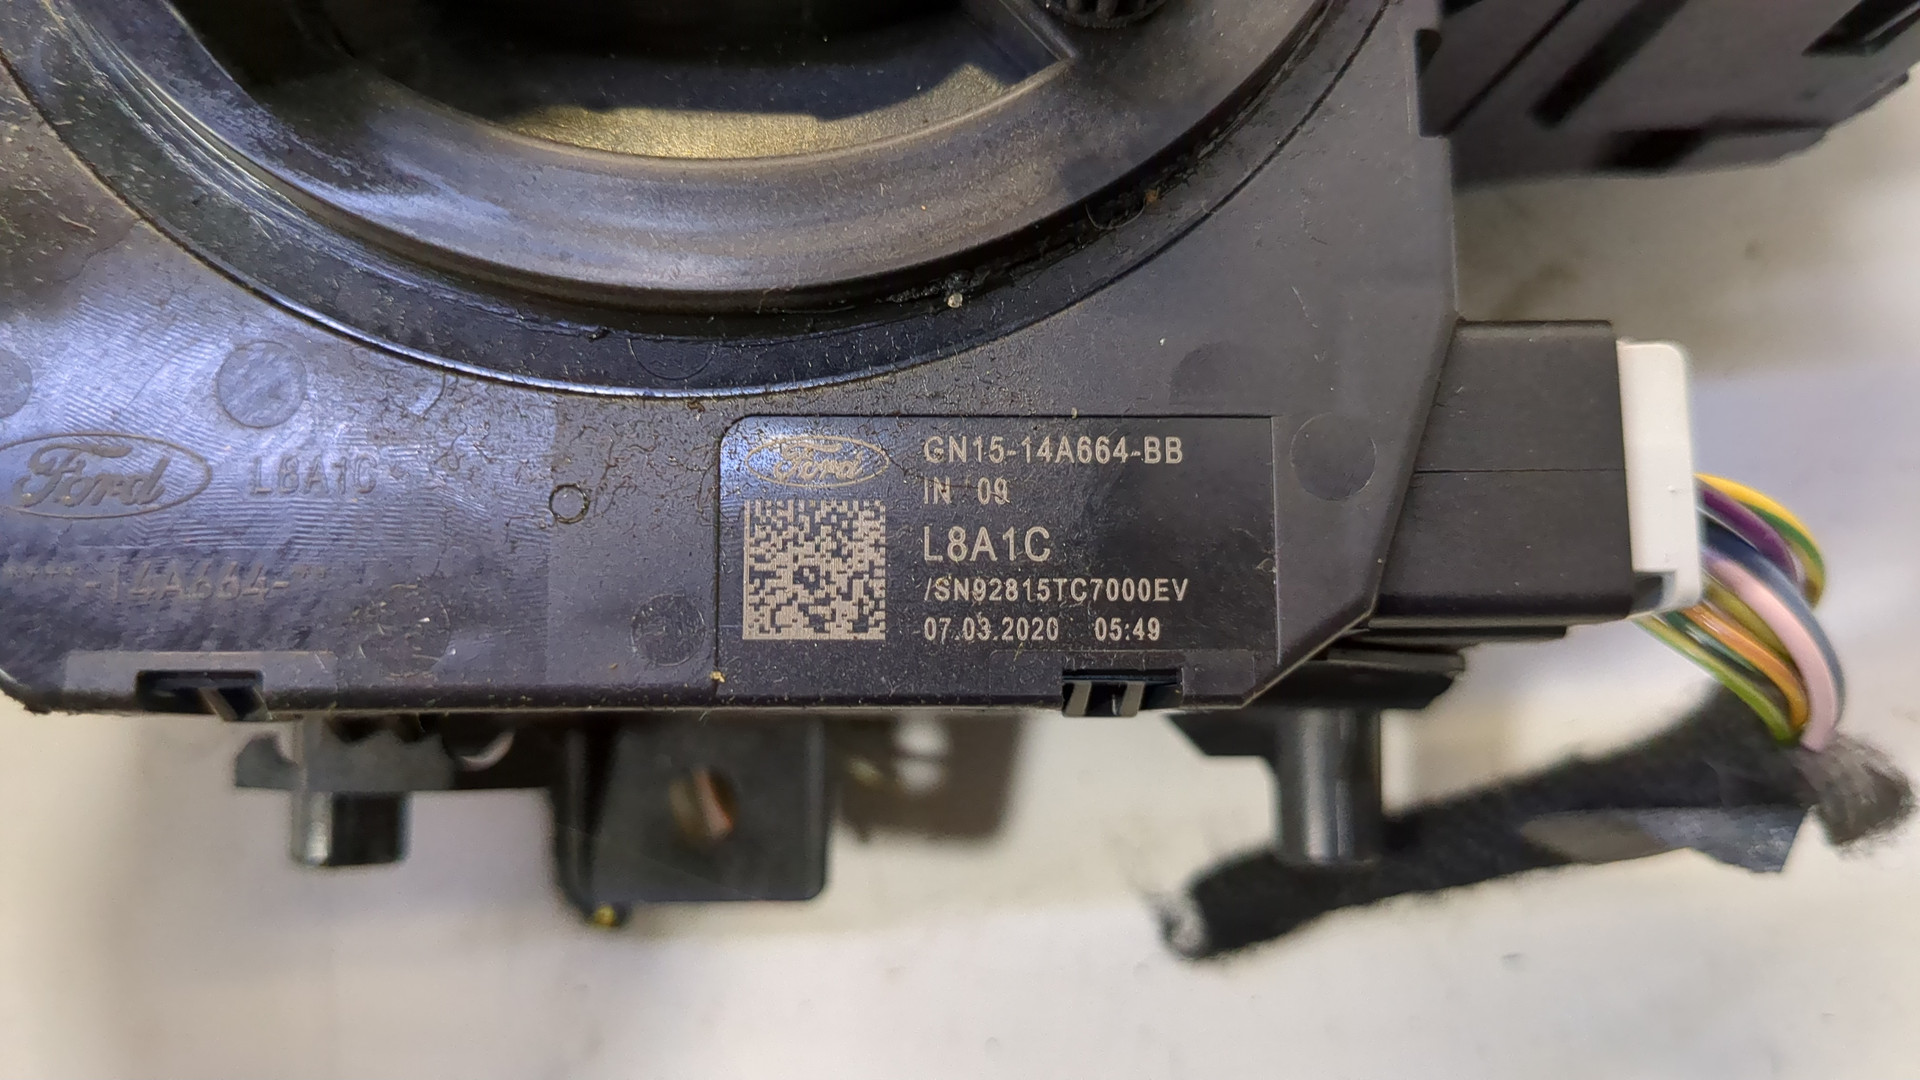 Ford L8A1C
****-14A664-**
Ford
GN15-14A664-BB
IN 09
L8A1C
/SN92815TC7000EV
07.03.2020 05:49